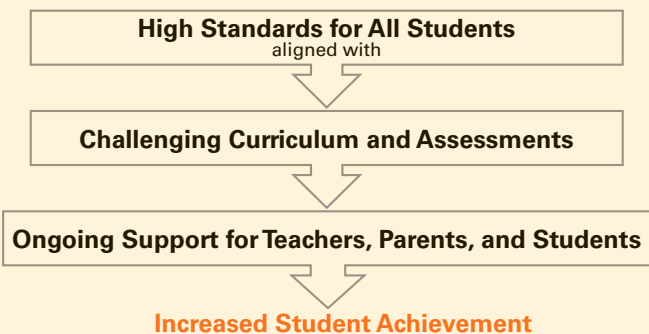 High Standards for All Students
aligned with
Challenging Curriculum and Assessments
Ongoing Support for Teachers, Parents, and Students
Increased Student Achievement